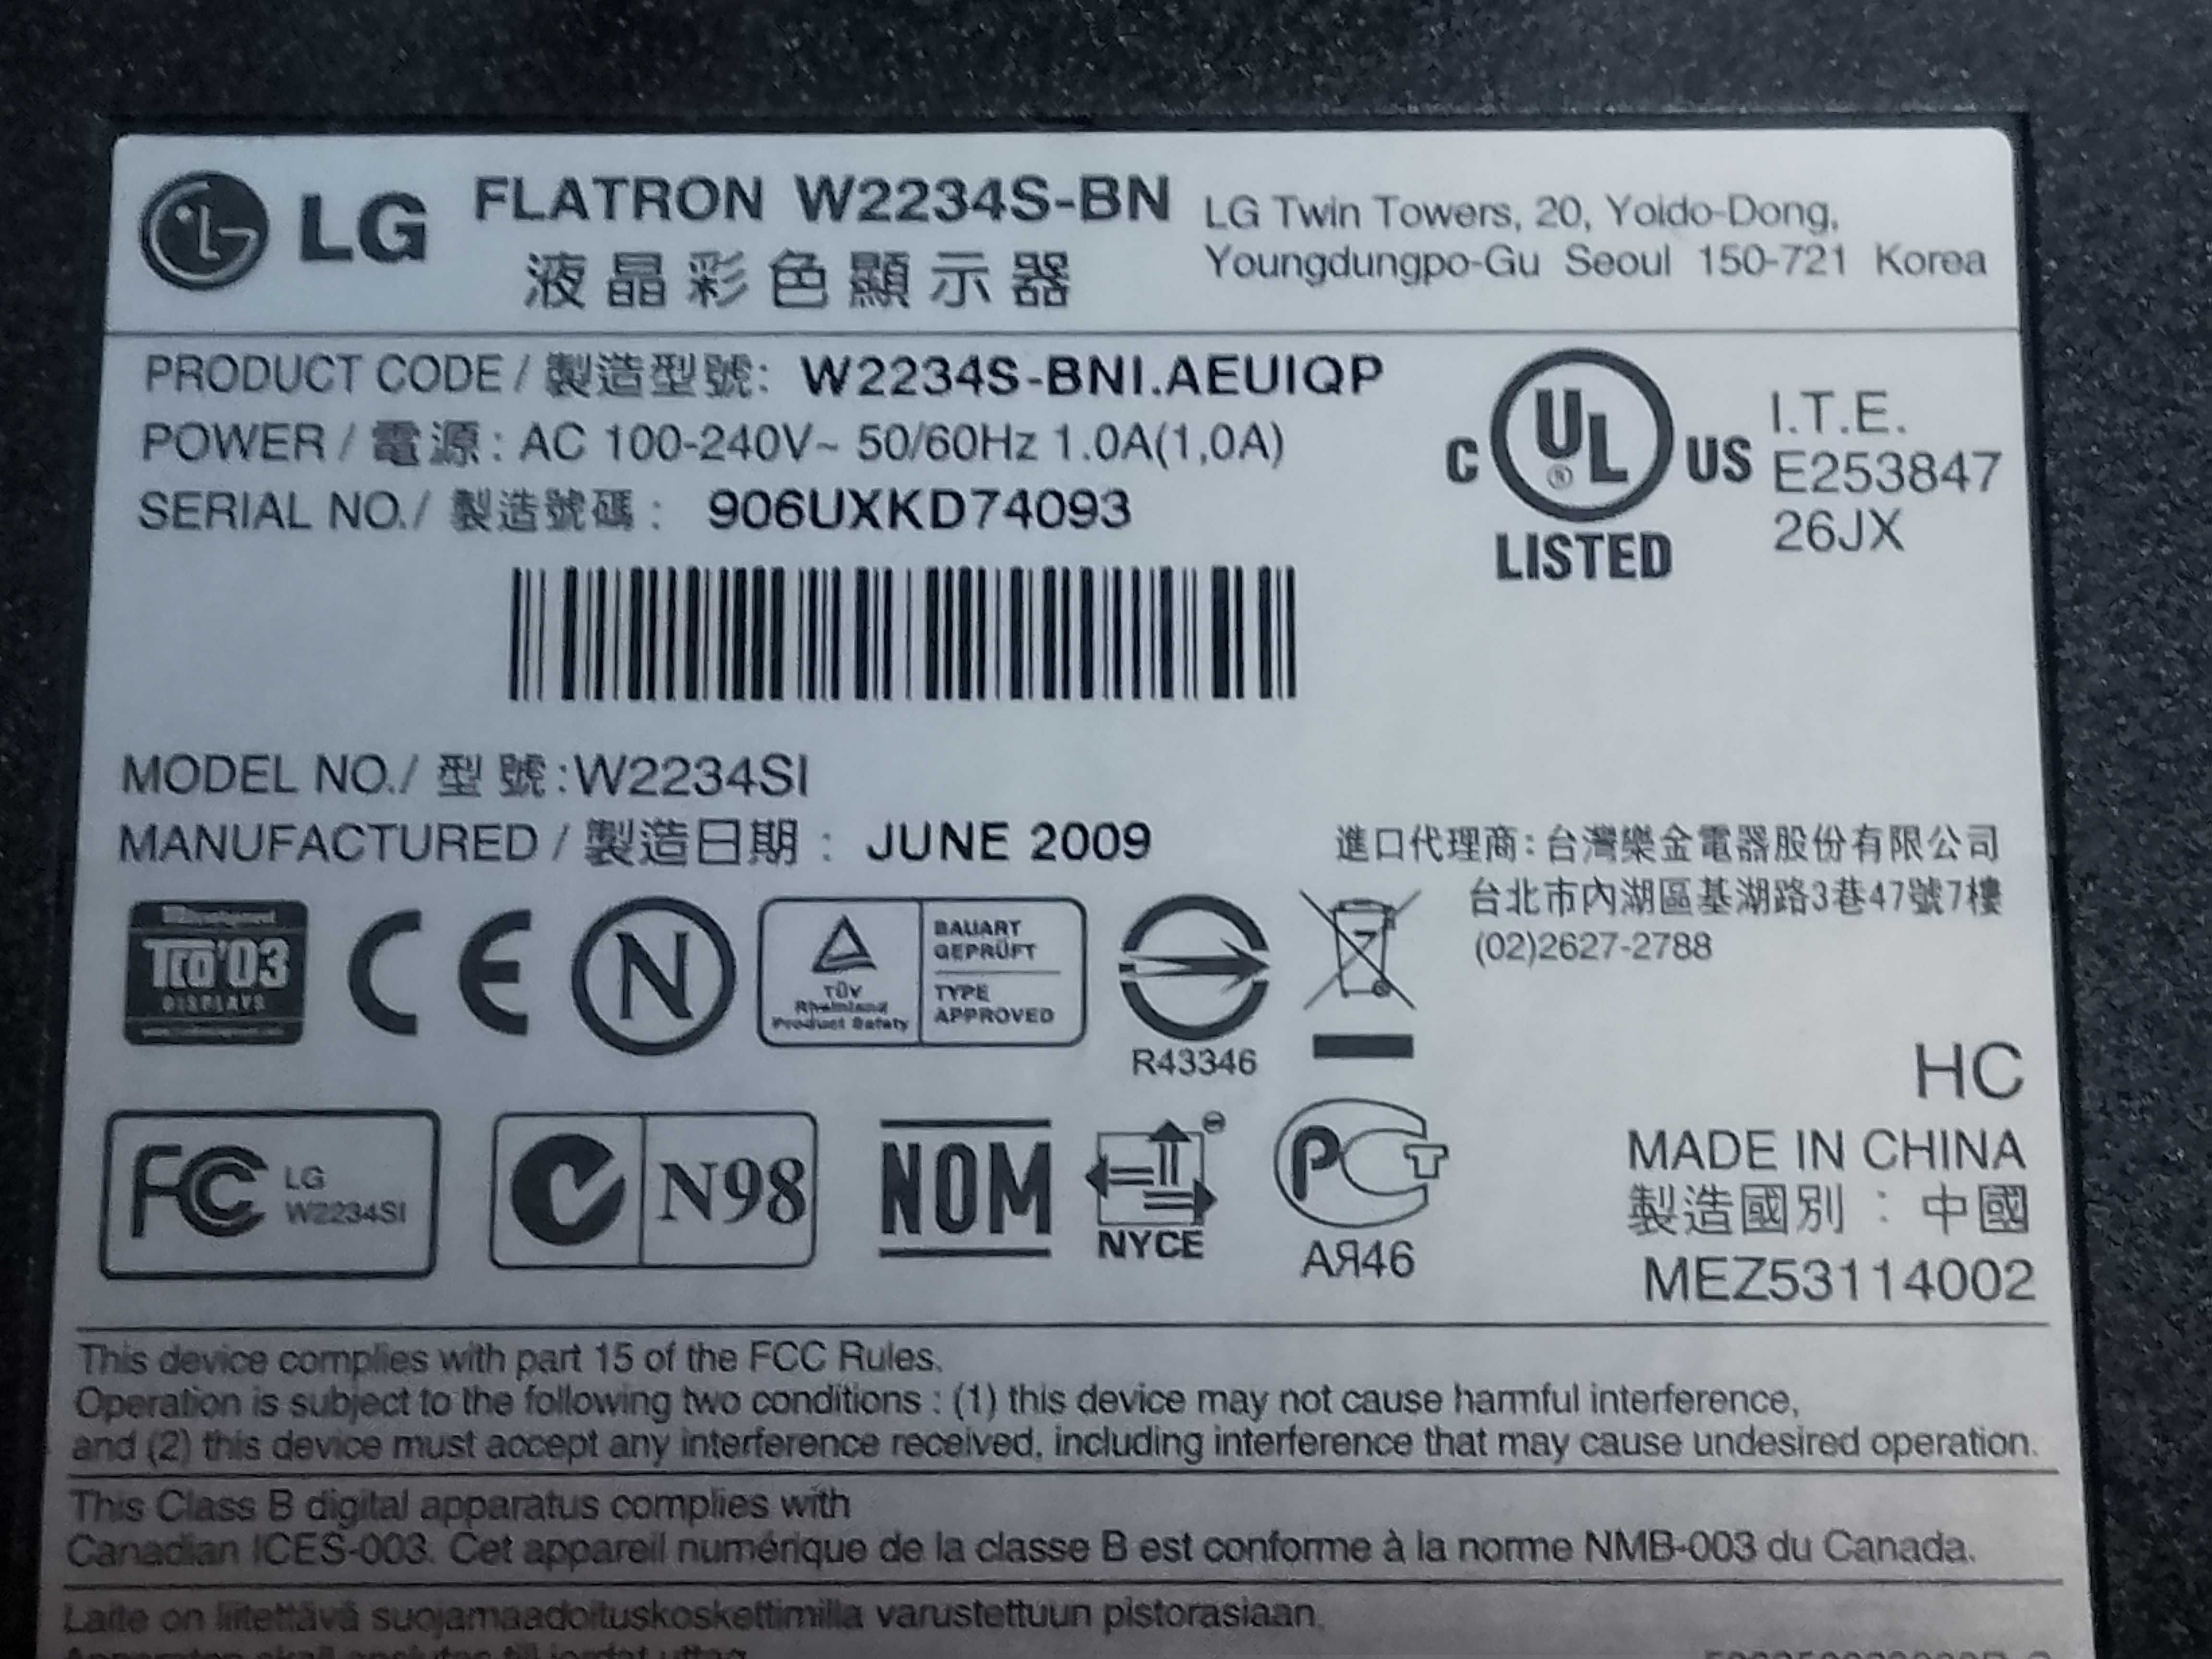 LG
FLATRON W2234S-BN
液晶彩色顯示器
LG Twin Towers, 20, Yoido-Dong,
Youngdungpo-Gu Seoul 150-721 Korea
PRODUCT CODE / 製造型號: W2234S-BNI.AEUIQP
POWER / 電源: AC 100-240V~ 50/60Hz 1.0A(1,0A)
SERIAL NO./ 製造號碼: 906UXKD74093
C UL ® US
LISTED
I.T.E.
E253847
26JX
MODEL NO./ 型號:W2234SI
MANUFACTURED / 製造日期: JUNE 2009
進口代理商:台灣樂金電器股份有限公司
台北市內湖區基湖路3巷47號7樓
(02)2627-2788
TCO'03
DISPLAYS
CE
N
TÜV
Rheinland
Product Safety
BAUART
GEPRÜFT
TYPE
APPROVED
R43346
HC
FC LG
W2234SI
N98
NOM
NYCE
PCT
АЯ46
MADE IN CHINA
製造國別: 中國
MEZ53114002
This device complies with part 15 of the FCC Rules.
Operation is subject to the following two conditions : (1) this device may not cause harmful interference,
and (2) this device must accept any interference received, including interference that may cause undesired operation.
This Class B digital apparatus complies with
Canadian ICES-003. Cet appareil numérique de la classe B est conforme à la norme NMB-003 du Canada.
Laite on liitettävä suojamaadoituskoskettimilla varustettuun pistorasiaan.